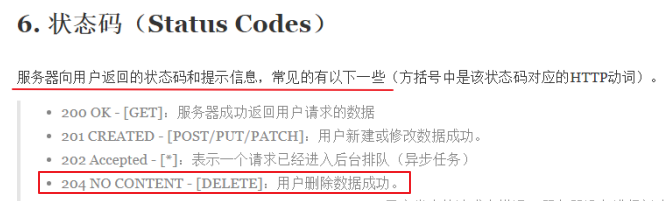 6. 状态码（Status Codes）
服务器向用户返回的状态码和提示信息，常见的有以下一些（方括号中是该状态码对应的HTTP动词）。
• 200 OK - [GET]：服务器成功返回用户请求的数据
• 201 CREATED - [POST/PUT/PATCH]：用户新建或修改数据成功。
• 202 Accepted - [*]：表示一个请求已经进入后台排队（异步任务）
• 204 NO CONTENT - [DELETE]：用户删除数据成功。